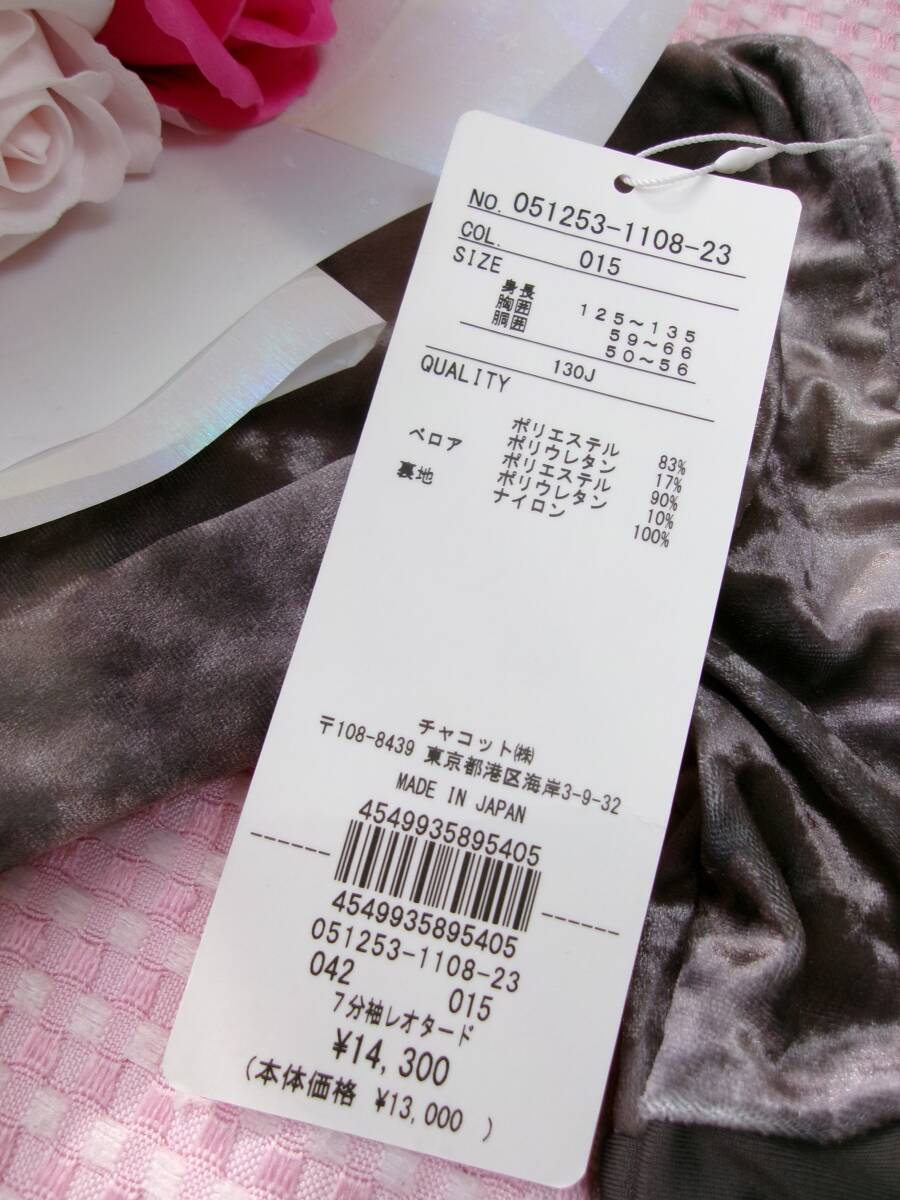 NO. 051253-1108-23
COL. 015
SIZE
身長 125～135
胸囲 59～66
胴囲 50～56
130J
QUALITY
ポリエステル 83%
ベロア ポリウレタン 17%
ポリエステル 90%
裏地 ポリウレタン 10%
ナイロン 100%
チャコット㈱
〒108-8439 東京都港区海岸3-9-32
MADE IN JAPAN
4549935895405
4549935895405
051253-1108-23
042 015
7分袖レオタード
¥14,300
(本体価格 ¥13,000 )